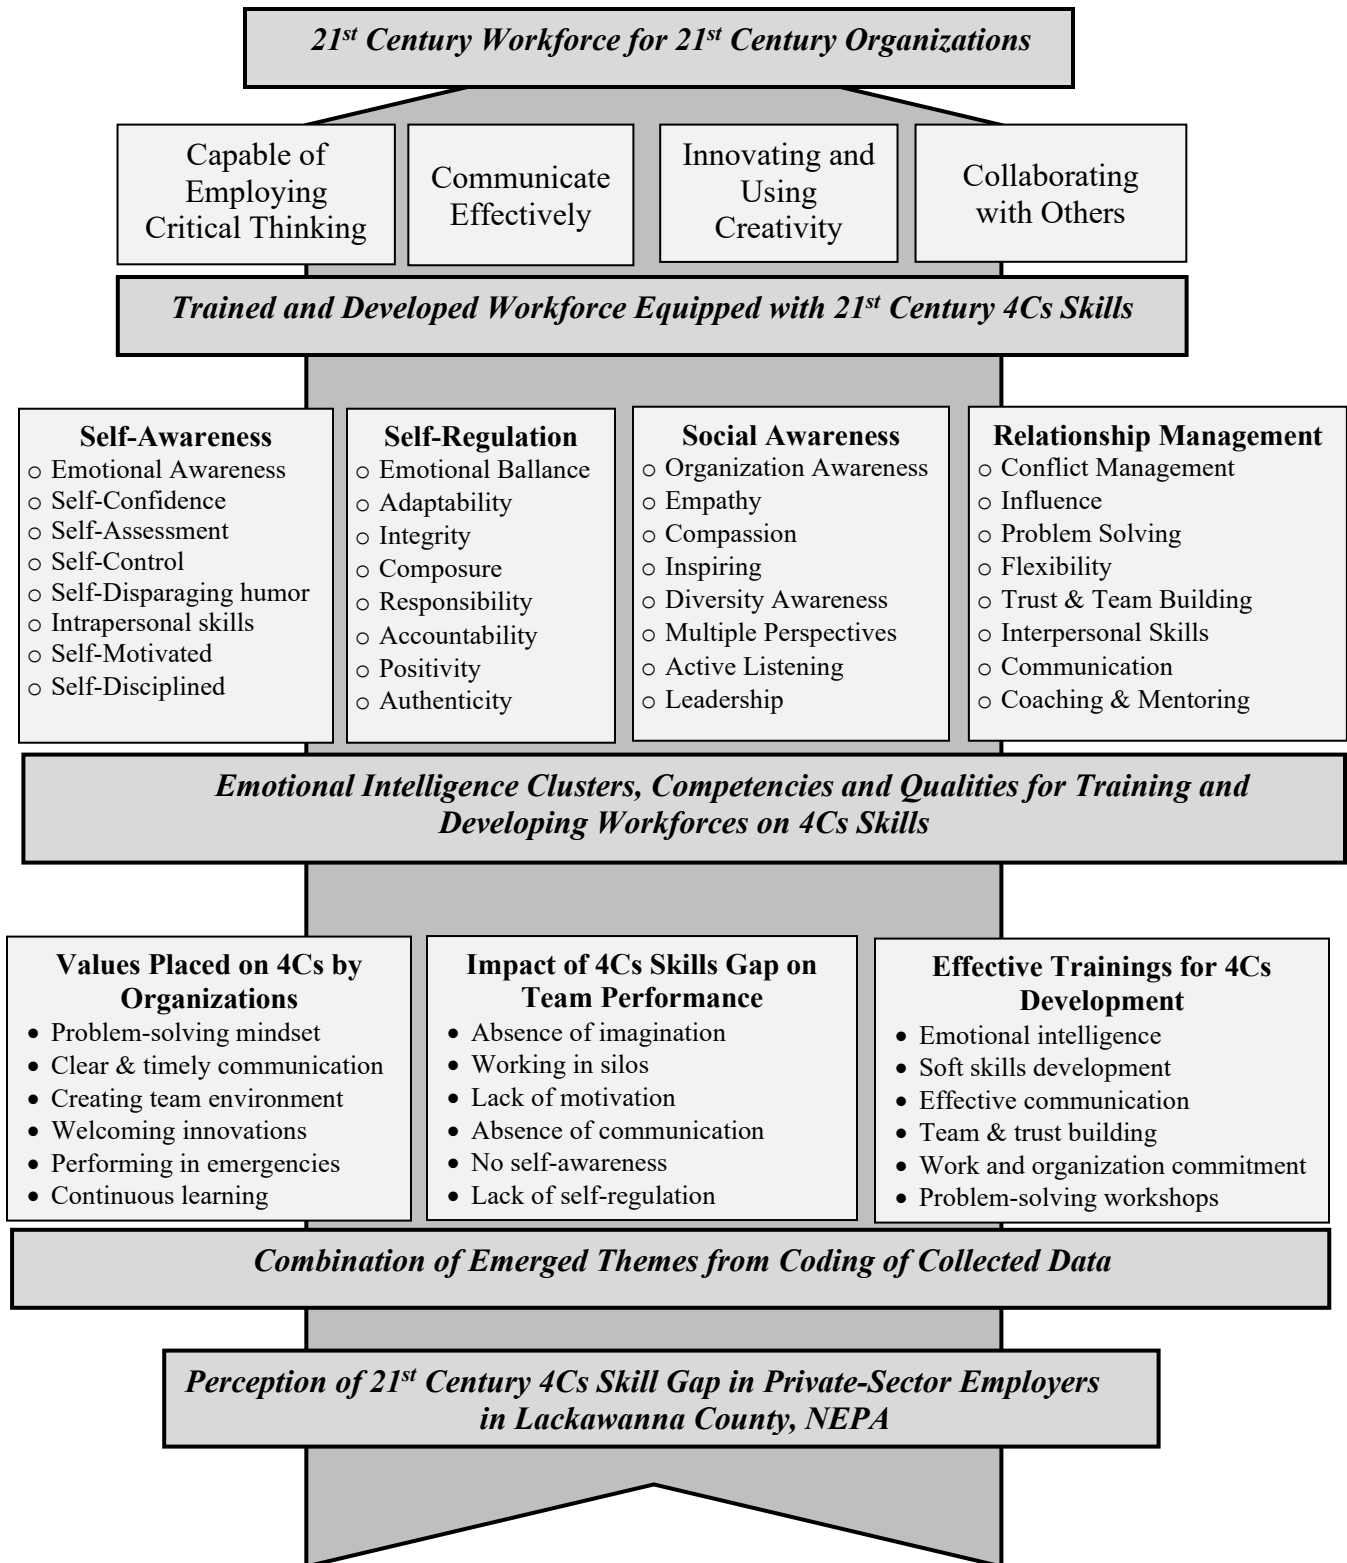 21st Century Workforce for 21st Century Organizations
Capable of
Employing
Critical Thinking
Communicate
Effectively
Innovating and
Using
Creativity
Collaborating
with Others
Trained and Developed Workforce Equipped with 21st Century 4Cs Skills
Self-Awareness
o Emotional Awareness
o Self-Confidence
o Self-Assessment
o Self-Control
o Self-Disparaging humor
o Intrapersonal skills
o Self-Motivated
o Self-Disciplined
Self-Regulation
o Emotional Ballance
o Adaptability
o Integrity
o Composure
o Responsibility
o Accountability
o Positivity
o Authenticity
Social Awareness
o Organization Awareness
o Empathy
o Compassion
o Inspiring
o Diversity Awareness
o Multiple Perspectives
o Active Listening
o Leadership
Relationship Management
o Conflict Management
o Influence
o Problem Solving
o Flexibility
o Trust & Team Building
o Interpersonal Skills
o Communication
o Coaching & Mentoring
Emotional Intelligence Clusters, Competencies and Qualities for Training and
Developing Workforces on 4Cs Skills
Values Placed on 4Cs by
Organizations
• Problem-solving mindset
• Clear & timely communication
• Creating team environment
• Welcoming innovations
• Performing in emergencies
• Continuous learning
Impact of 4Cs Skills Gap on
Team Performance
• Absence of imagination
• Working in silos
• Lack of motivation
• Absence of communication
• No self-awareness
• Lack of self-regulation
Effective Trainings for 4Cs
Development
• Emotional intelligence
• Soft skills development
• Effective communication
• Team & trust building
• Work and organization commitment
• Problem-solving workshops
Combination of Emerged Themes from Coding of Collected Data
Perception of 21st Century 4Cs Skill Gap in Private-Sector Employers
in Lackawanna County, NEPA